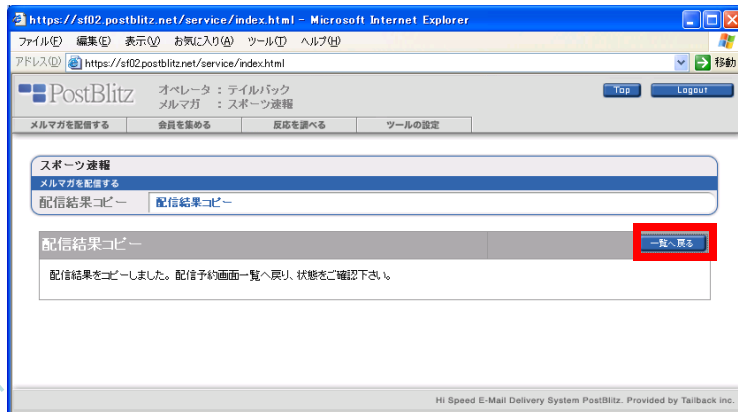 https://sf02.postblitz.net/service/index.html - Microsoft Internet Explorer
ファイル(F) 編集(E) 表示(V) お気に入り(A) ツール(T) ヘルプ(H)
アドレス(D) https://sf02.postblitz.net/service/index.html 移動
PostBlitz オペレータ : テイルバック Top Logout
メルマガ : スポーツ速報
メルマガを配信する 会員を集める 反応を調べる ツールの設定
スポーツ速報
メルマガを配信する
配信結果コピー 配信結果コピー
配信結果コピー 一覧へ戻る
配信結果をコピーしました。配信予約画面一覧へ戻り、状態をご確認下さい。
Hi Speed E-Mail Delivery System PostBlitz. Provided by Tailback inc.